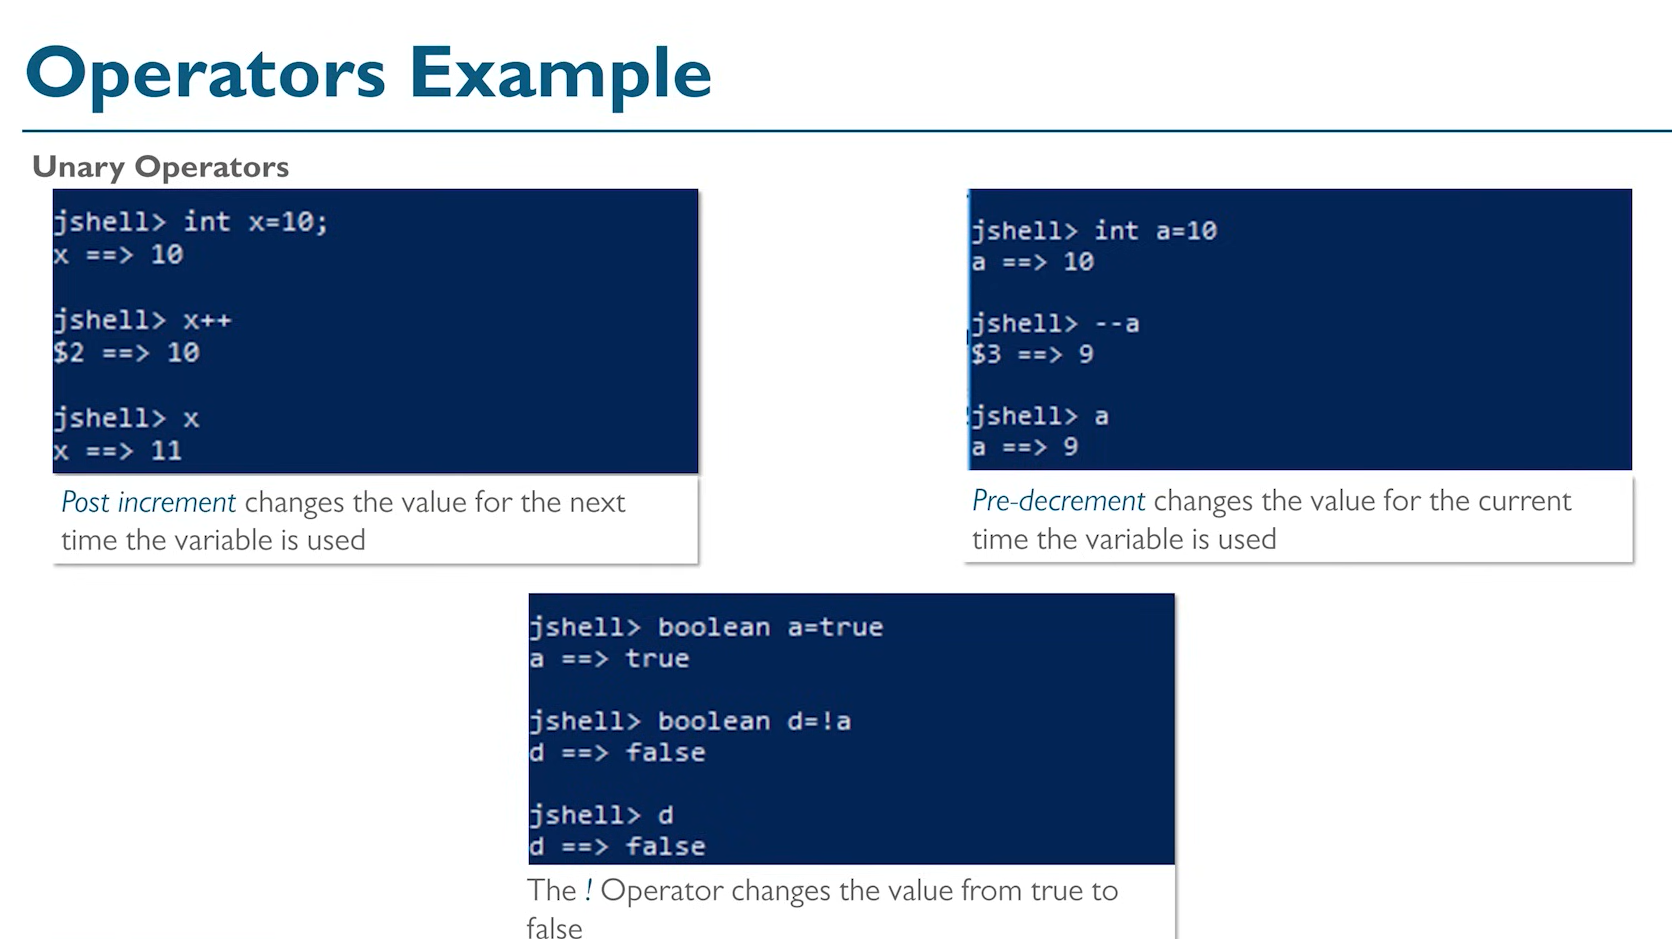 Operators Example
Unary Operators
jshell> int x=10;
x ==> 10
jshell> x++
$2 ==> 10
jshell> x
x ==> 11
Post increment changes the value for the next
time the variable is used
jshell> int a=10
a ==> 10
jshell> --a
$3 ==> 9
jshell> a
a ==> 9
Pre-decrement changes the value for the current
time the variable is used
jshell> boolean a=true
a ==> true
jshell> boolean d=!a
d ==> false
jshell> d
d ==> false
The ! Operator changes the value from true to
false